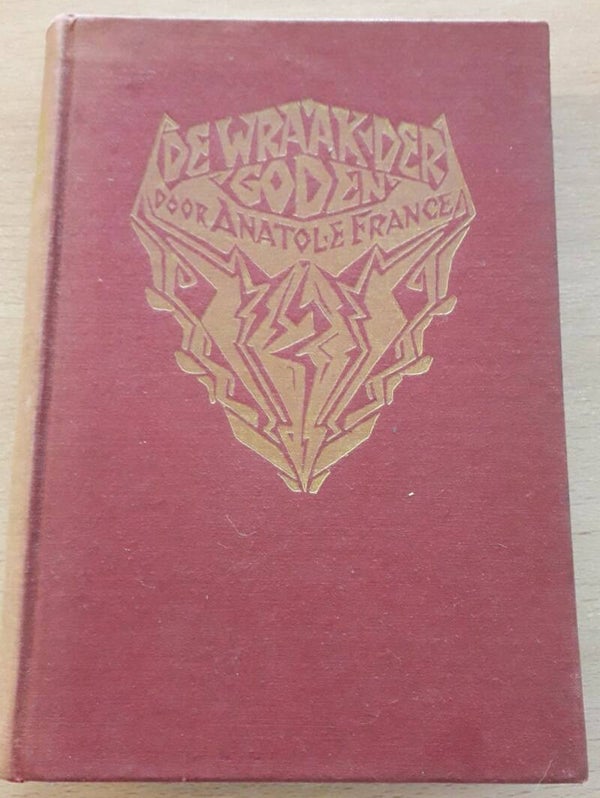 DE WRAAK·DER
GODEN
DOOR ANATOLE FRANCE